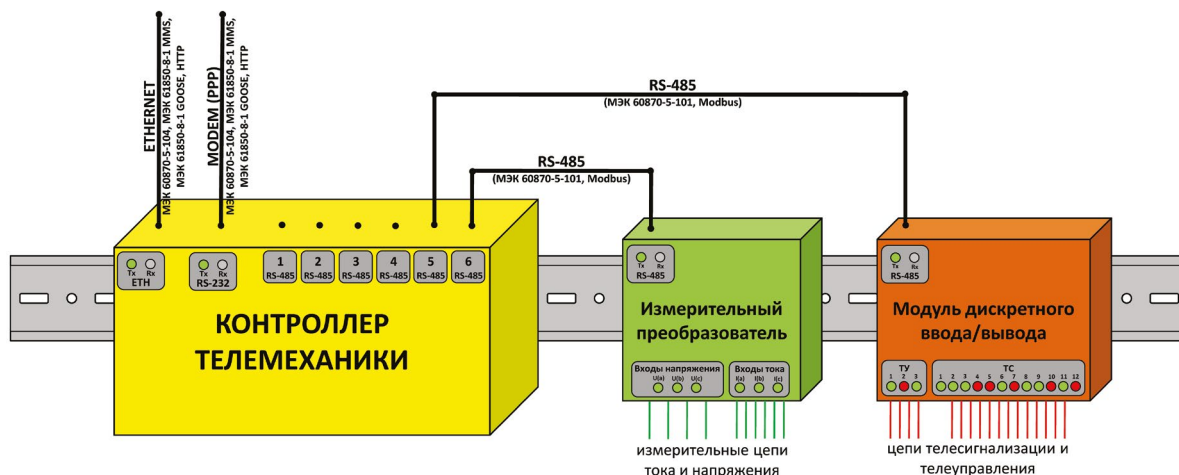 ETHERNET
МЭК 60870-5-104, МЭК 61850-8-1 MMS,
МЭК 61850-8-1 GOOSE, HTTP
MODEM (PPP)
МЭК 60870-5-104, МЭК 61850-8-1 MMS,
МЭК 61850-8-1 GOOSE, HTTP
RS-485
(МЭК 60870-5-101, Modbus)
RS-485
(МЭК 60870-5-101, Modbus)
Tx Rx
ETH
Tx Rx
RS-232
1
RS-485
2
RS-485
3
RS-485
4
RS-485
5
RS-485
6
RS-485
КОНТРОЛЛЕР
ТЕЛЕМЕХАНИКИ
Tx Rx
RS-485
Измерительный
преобразователь
Входы напряжения
U(a) U(b) U(c)
Входы тока
I(a) I(b) I(c)
измерительные цепи
тока и напряжения
Tx Rx
RS-485
Модуль дискретного
ввода/вывода
ТУ
1 2 3
ТС
1 2 3 4 5 6 7 8 9 10 11 12
цепи телесигнализации и
телеуправления